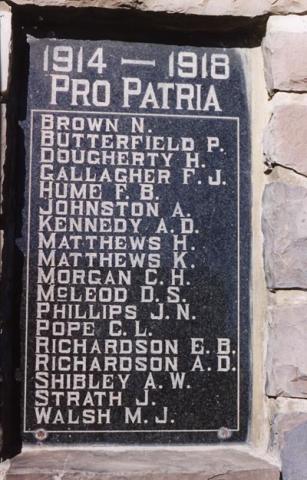 1914 — 1918
PRO PATRIA
BROWN N.
BUTTERFIELD P.
DOUGHERTY H.
GALLAGHER F. J.
HUME F. B.
JOHNSTON A.
KENNEDY A. D.
MATTHEWS H.
MATTHEWS K.
MORGAN C. H.
McLEOD D. S.
PHILLIPS J. N.
POPE C. L.
RICHARDSON E. B.
RICHARDSON A. D.
SHIBLEY A. W.
STRATH J.
WALSH M. J.